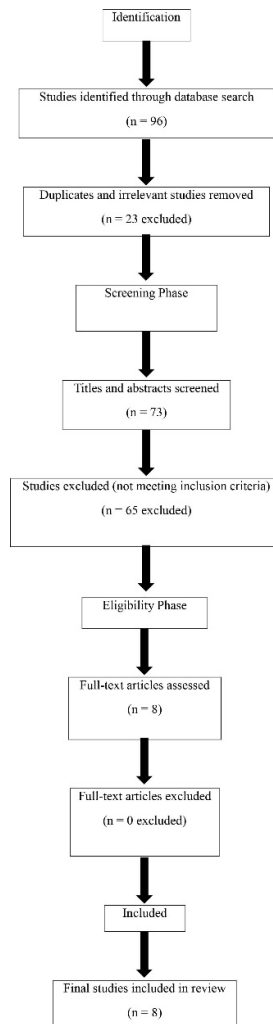 Identification
Studies identified through database search
(n = 96)
Duplicates and irrelevant studies removed
(n = 23 excluded)
Screening Phase
Titles and abstracts screened
(n = 73)
Studies excluded (not meeting inclusion criteria)
(n = 65 excluded)
Eligibility Phase
Full-text articles assessed
(n = 8)
Full-text articles excluded
(n = 0 excluded)
Included
Final studies included in review
(n = 8)